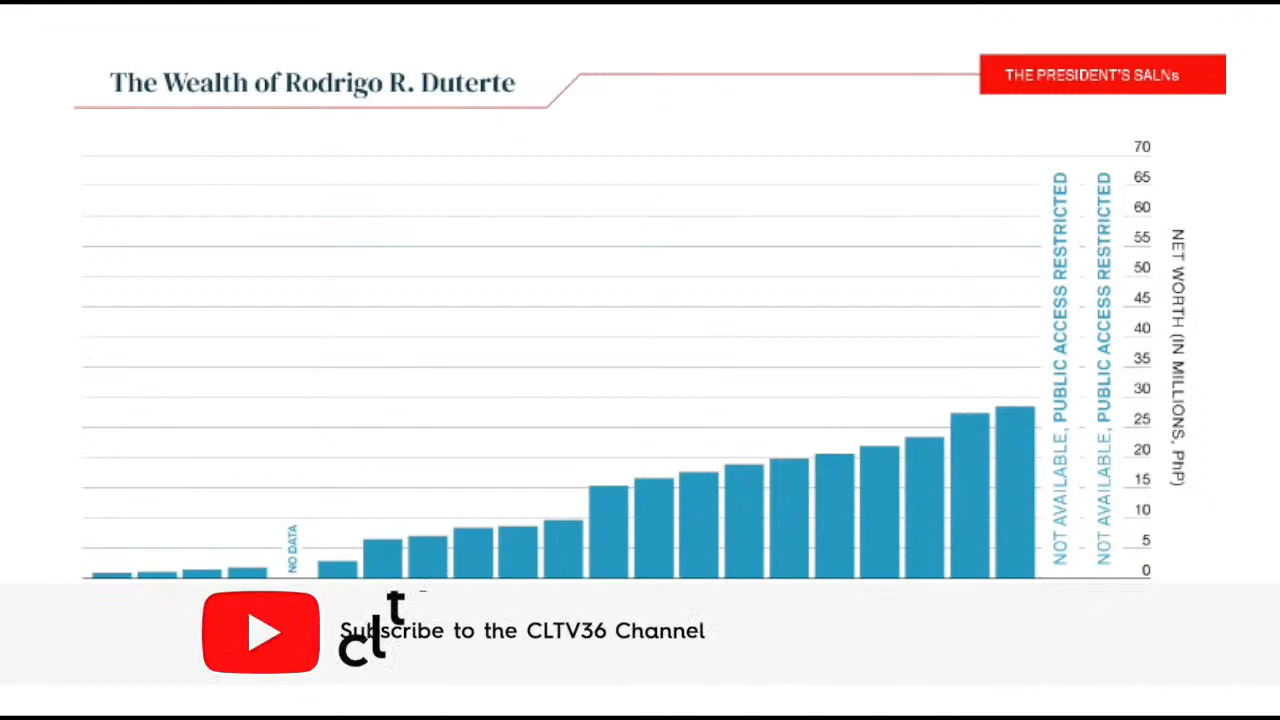 The Wealth of Rodrigo R. Duterte
THE PRESIDENT'S SALNs
70
65
60
55
50
45
40
35
30
25
20
15
10
5
0
NET WORTH (IN MILLIONS, PhP)
NO DATA
NOT AVAILABLE, PUBLIC ACCESS RESTRICTED
NOT AVAILABLE, PUBLIC ACCESS RESTRICTED
Subscribe to the CLTV36 Channel
clt